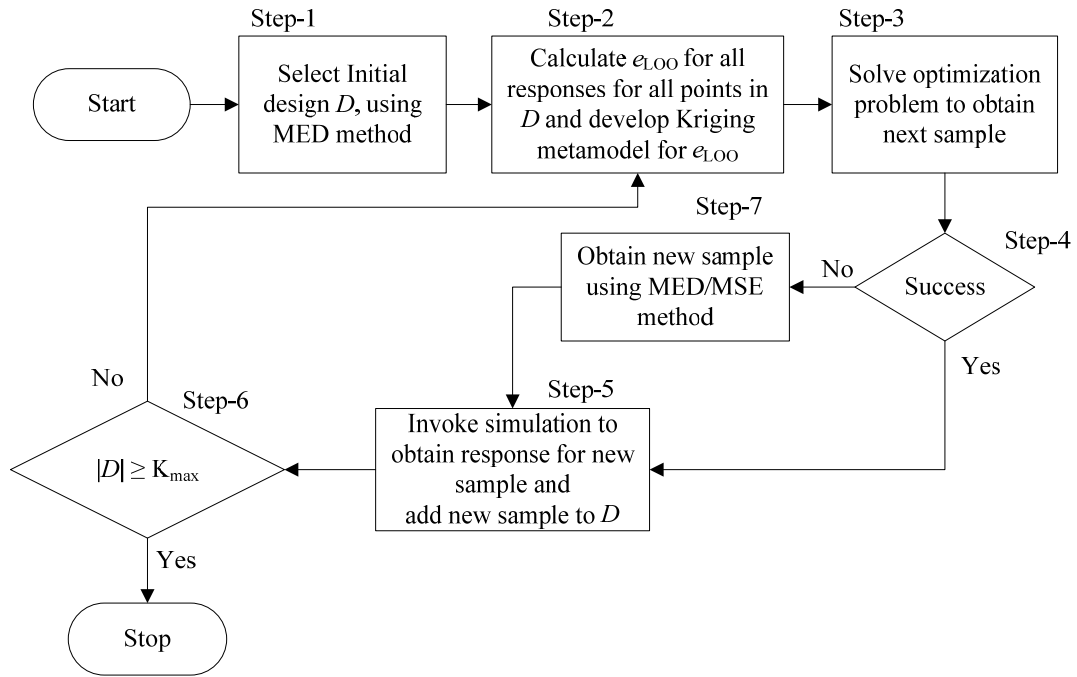 Step-1
Step-2
Step-3
Start
Select Initial
design D, using
MED method
Calculate eLOO for all
responses for all points in
D and develop Kriging
metamodel for eLOO
Solve optimization
problem to obtain
next sample
Step-7
Step-4
Obtain new sample
using MED/MSE
method
No
Success
Yes
Step-5
Invoke simulation to
obtain response for new
sample and
add new sample to D
No
Step-6
|D| ≥ Kmax
Yes
Stop